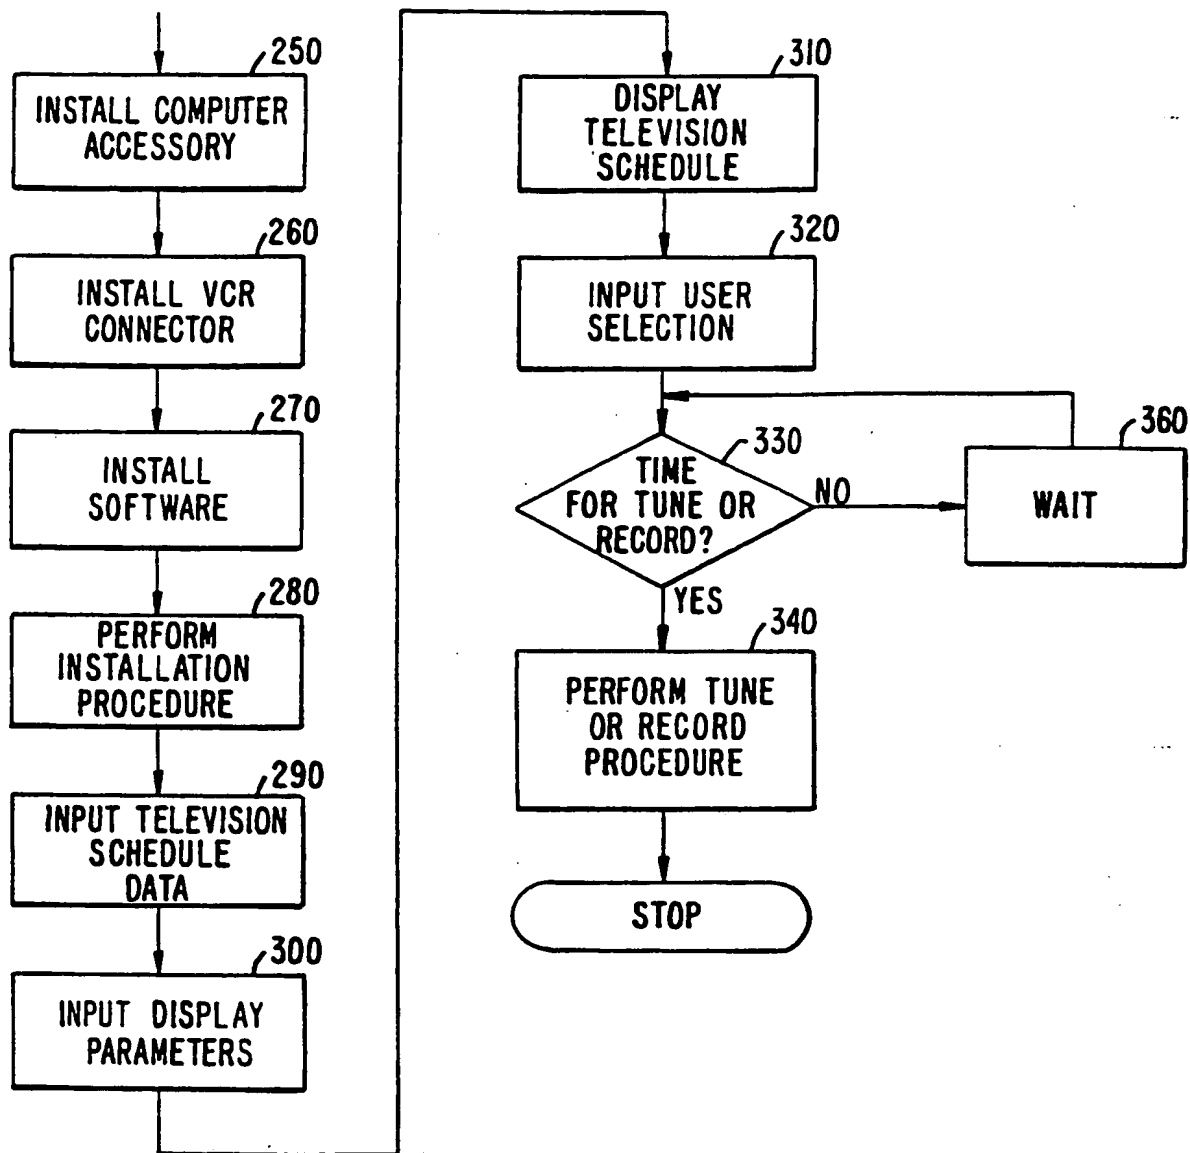 250
INSTALL COMPUTER
ACCESSORY
260
INSTALL VCR
CONNECTOR
270
INSTALL
SOFTWARE
280
PERFORM
INSTALLATION
PROCEDURE
290
INPUT TELEVISION
SCHEDULE
DATA
300
INPUT DISPLAY
PARAMETERS
310
DISPLAY
TELEVISION
SCHEDULE
320
INPUT USER
SELECTION
330
TIME
FOR TUNE OR
RECORD?
NO
360
WAIT
YES
340
PERFORM TUNE
OR RECORD
PROCEDURE
STOP